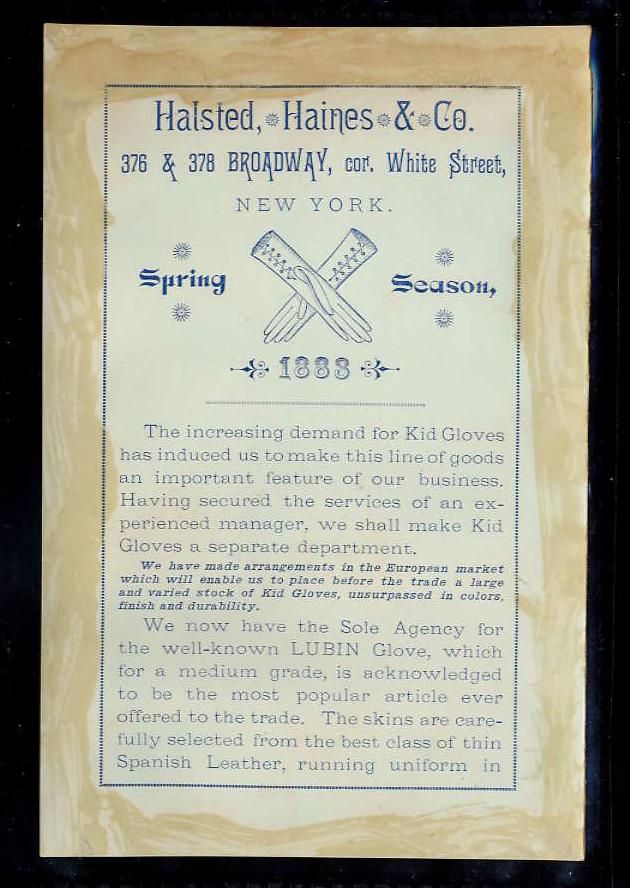 Halsted, Haines & Co.
376 & 378 BROADWAY, cor. White Street,
NEW YORK.
Spring Season,
1883
The increasing demand for Kid Gloves
has induced us to make this line of goods
an important feature of our business.
Having secured the services of an ex-
perienced manager, we shall make Kid
Gloves a separate department.
We have made arrangements in the European market
which will enable us to place before the trade a large
and varied stock of Kid Gloves, unsurpassed in colors,
finish and durability.
We now have the Sole Agency for
the well-known LUBIN Glove, which
for a medium grade, is acknowledged
to be the most popular article ever
offered to the trade. The skins are care-
fully selected from the best class of thin
Spanish Leather, running uniform in